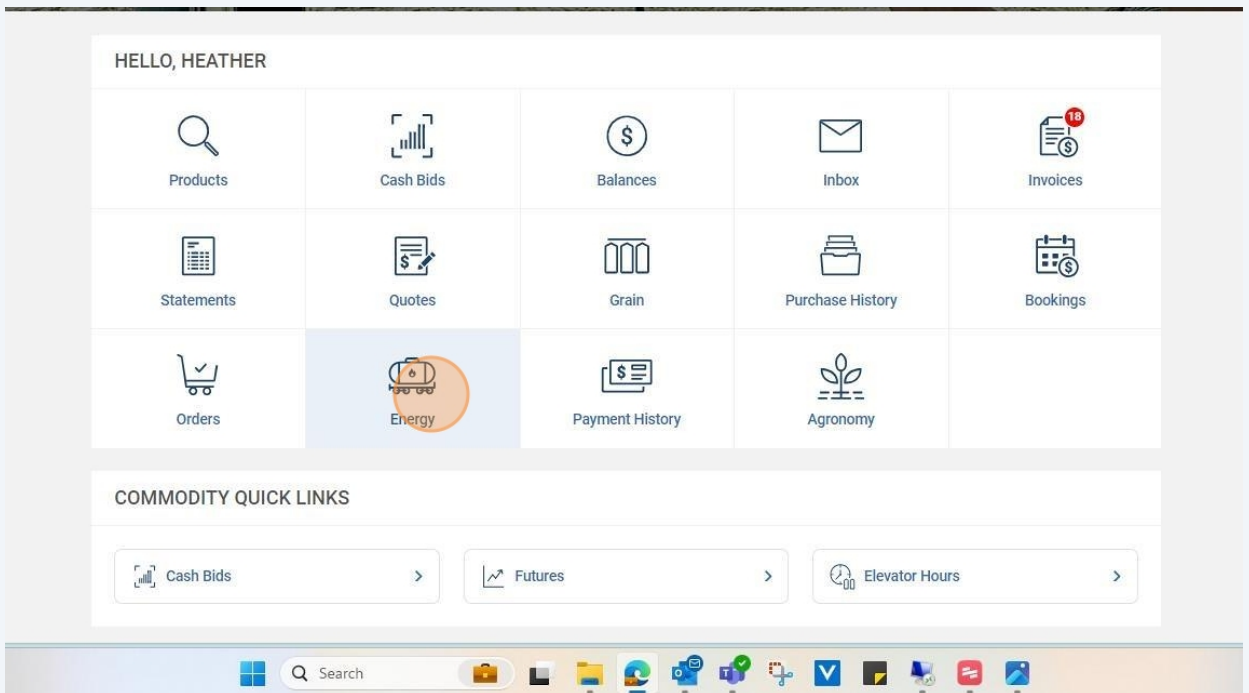 HELLO, HEATHER
Products
Cash Bids
$
Balances
Inbox
18
$
Invoices
Statements
$
Quotes
Grain
Purchase History
$
Bookings
Orders
Energy
$
Payment History
Agronomy
COMMODITY QUICK LINKS
Cash Bids
Futures
00
Elevator Hours
Search
V